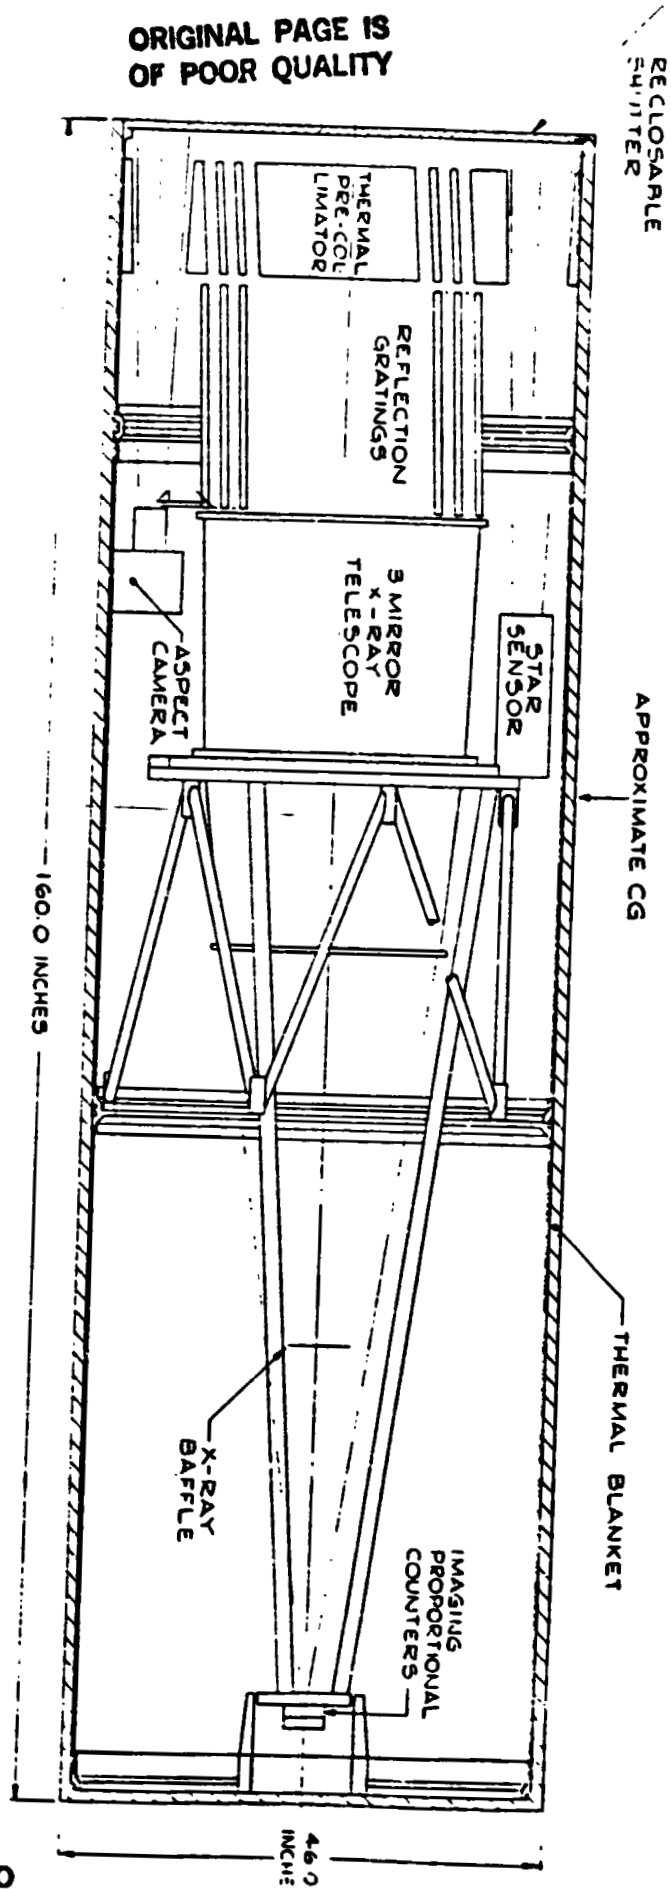 ORIGINAL PAGE IS
OF POOR QUALITY
RECLOSABLE
THERMAL
PRE-COL
LIMATOR
REFLECTION
GRATINGS
3 MIRROR
X-RAY
TELESCOPE
STAR
SENSOR
ASPECT
CAMERA
APPROXIMATE CG
160.0 INCHES
THERMAL BLANKET
X-RAY
BAFFLE
IMAGING
PROPORTIONAL
COUNTERS